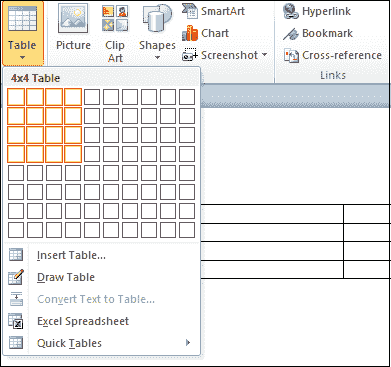 Table
Picture
Clip
Art
Shapes
SmartArt
Chart
Screenshot
Hyperlink
Bookmark
Cross-reference
Links
4x4 Table
Insert Table...
Draw Table
Convert Text to Table...
Excel Spreadsheet
Quick Tables